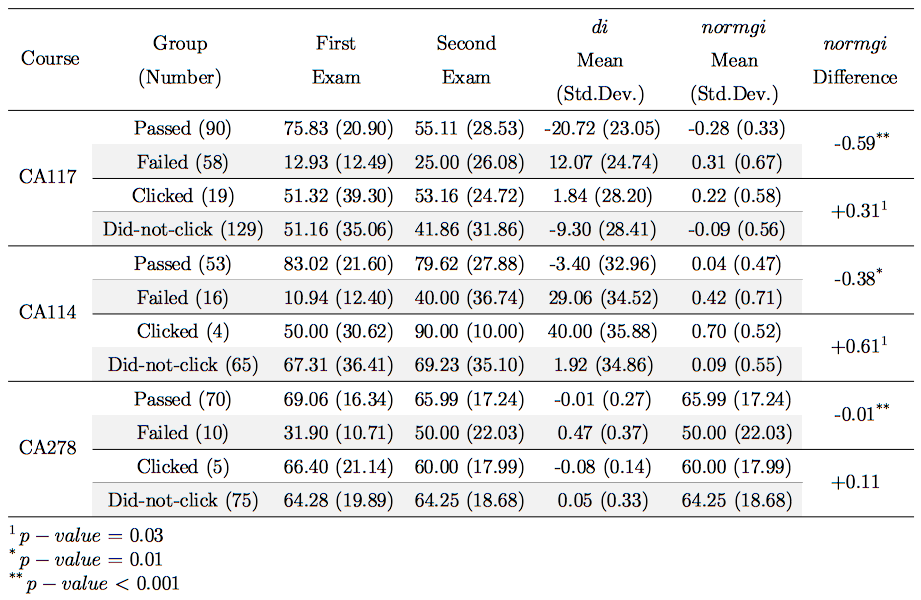 Course Group (Number) First Exam Second Exam di Mean (Std.Dev.) normgi Mean (Std.Dev.) normgi Difference
CA117 Passed (90) 75.83 (20.90) 55.11 (28.53) -20.72 (23.05) -0.28 (0.33) -0.59**
Failed (58) 12.93 (12.49) 25.00 (26.08) 12.07 (24.74) 0.31 (0.67)
Clicked (19) 51.32 (39.30) 53.16 (24.72) 1.84 (28.20) 0.22 (0.58) +0.31¹
Did-not-click (129) 51.16 (35.06) 41.86 (31.86) -9.30 (28.41) -0.09 (0.56)
CA114 Passed (53) 83.02 (21.60) 79.62 (27.88) -3.40 (32.96) 0.04 (0.47) -0.38*
Failed (16) 10.94 (12.40) 40.00 (36.74) 29.06 (34.52) 0.42 (0.71)
Clicked (4) 50.00 (30.62) 90.00 (10.00) 40.00 (35.88) 0.70 (0.52) +0.61¹
Did-not-click (65) 67.31 (36.41) 69.23 (35.10) 1.92 (34.86) 0.09 (0.55)
CA278 Passed (70) 69.06 (16.34) 65.99 (17.24) -0.01 (0.27) 65.99 (17.24) -0.01**
Failed (10) 31.90 (10.71) 50.00 (22.03) 0.47 (0.37) 50.00 (22.03)
Clicked (5) 66.40 (21.14) 60.00 (17.99) -0.08 (0.14) 60.00 (17.99) +0.11
Did-not-click (75) 64.28 (19.89) 64.25 (18.68) 0.05 (0.33) 64.25 (18.68)
¹ p − value = 0.03
* p − value = 0.01
** p − value < 0.001